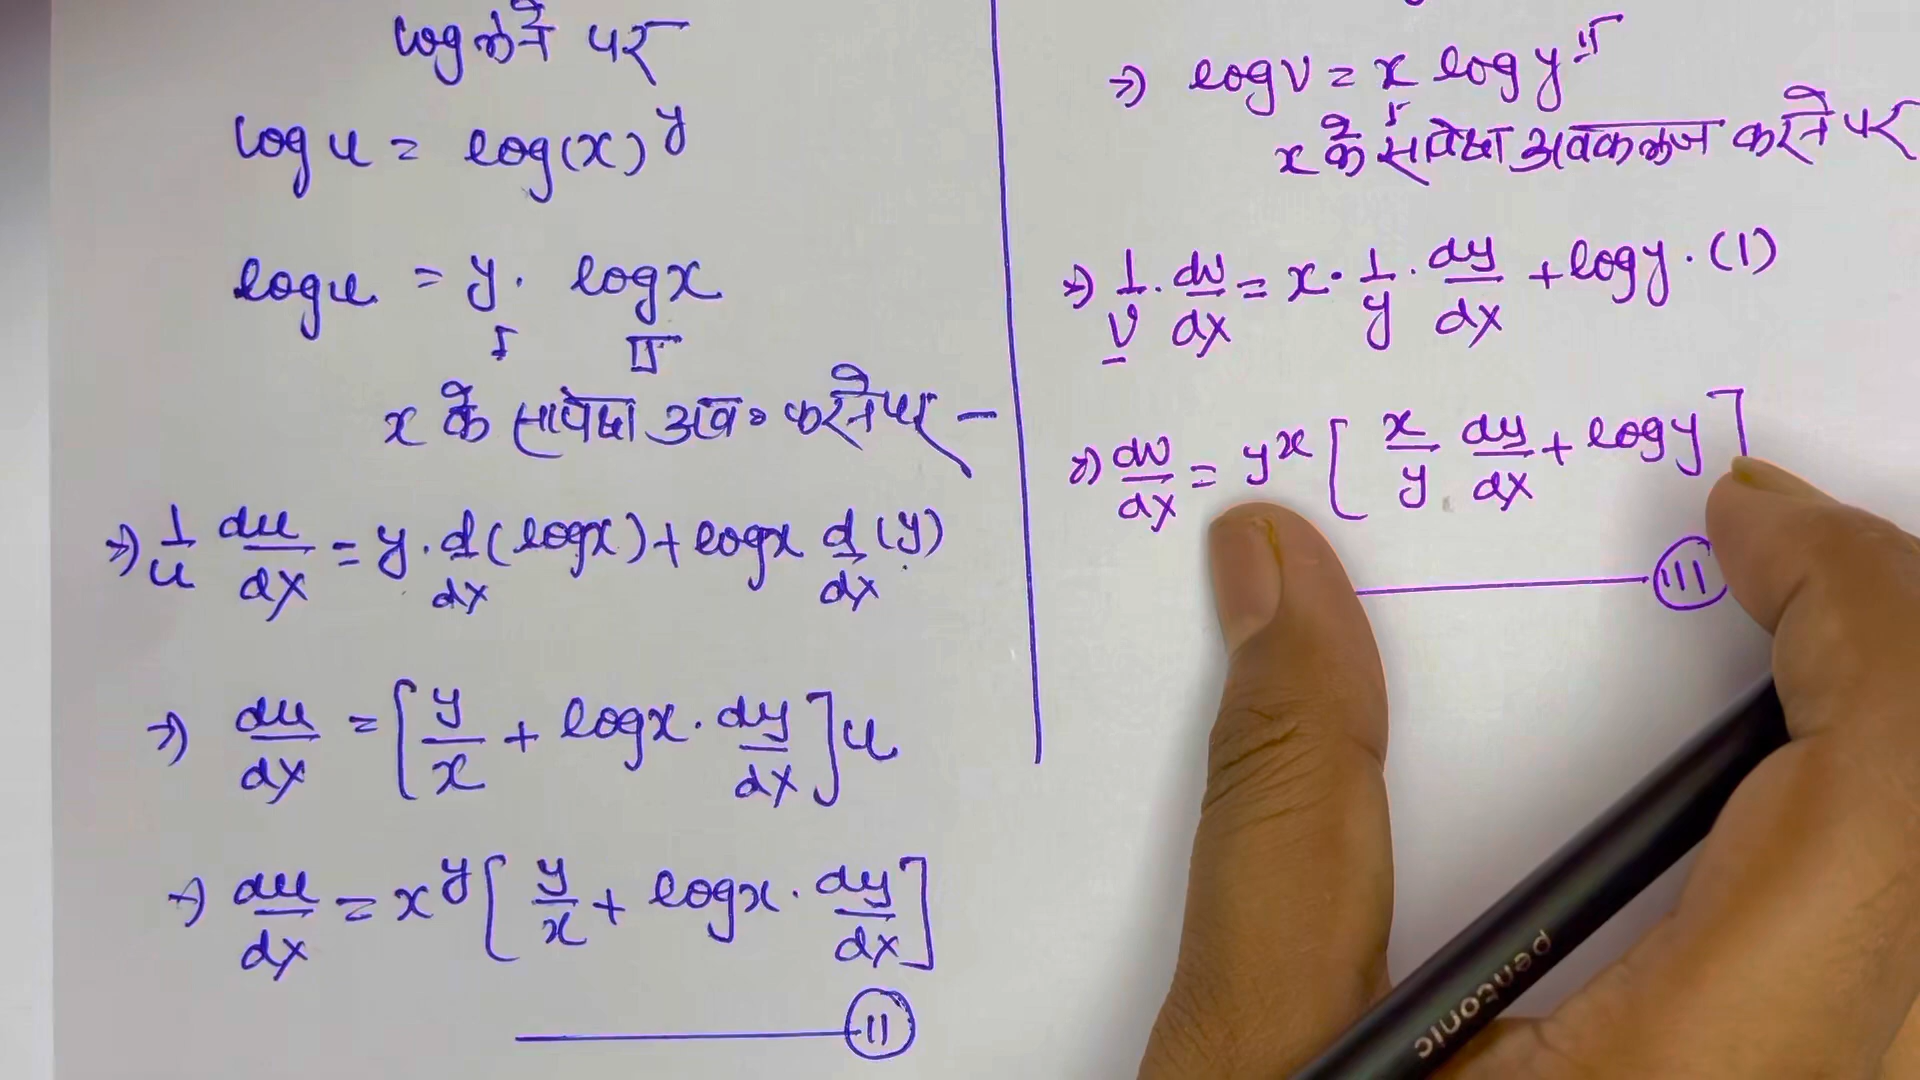 log लेने पर
log u = log(x)^y
log u = y . log x
I II
x के सापेक्ष अव० करने पर –
⇒ 1/u du/dx = y . d/dx (log x) + log x d/dx (y)
⇒ du/dx = [y/x + log x . dy/dx] u
⇒ du/dx = x^y [y/x + log x . dy/dx]
II
⇒ log v = x log y II
I
x के सापेक्ष अवकलज करने पर
⇒ 1/v . dv/dx = x . 1/y . dy/dx + log y . (1)
⇒ dv/dx = y^x [x/y dy/dx + log y]
III
pentonic